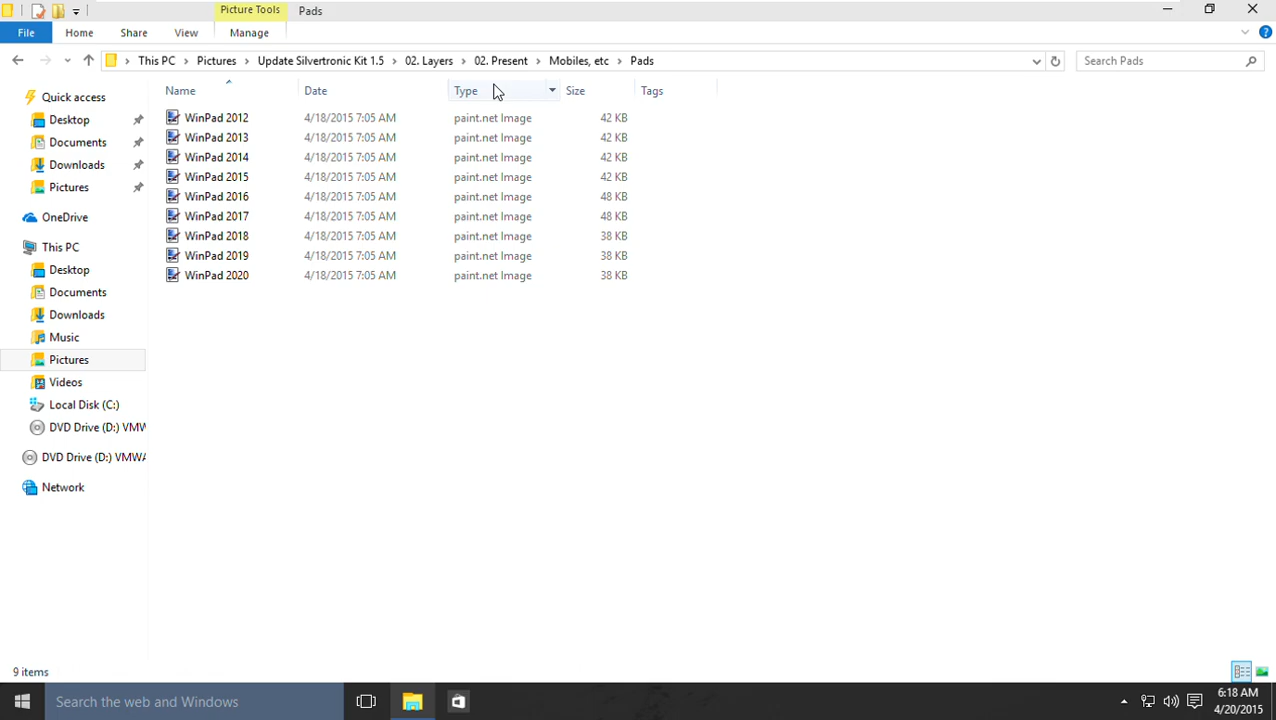 Picture Tools Pads
File Home Share View Manage
This PC Pictures Update Silvertronic Kit 1.5 02. Layers 02. Present Mobiles, etc Pads Search Pads
Name Date Type Size Tags
WinPad 2012 4/18/2015 7:05 AM paint.net Image 42 KB
WinPad 2013 4/18/2015 7:05 AM paint.net Image 42 KB
WinPad 2014 4/18/2015 7:05 AM paint.net Image 42 KB
WinPad 2015 4/18/2015 7:05 AM paint.net Image 42 KB
WinPad 2016 4/18/2015 7:05 AM paint.net Image 48 KB
WinPad 2017 4/18/2015 7:05 AM paint.net Image 48 KB
WinPad 2018 4/18/2015 7:05 AM paint.net Image 38 KB
WinPad 2019 4/18/2015 7:05 AM paint.net Image 38 KB
WinPad 2020 4/18/2015 7:05 AM paint.net Image 38 KB
Quick access
Desktop
Documents
Downloads
Pictures
OneDrive
This PC
Desktop
Documents
Downloads
Music
Pictures
Videos
Local Disk (C:)
DVD Drive (D:) VMW
DVD Drive (D:) VMWA
Network
9 items
Search the web and Windows
6:18 AM
4/20/2015